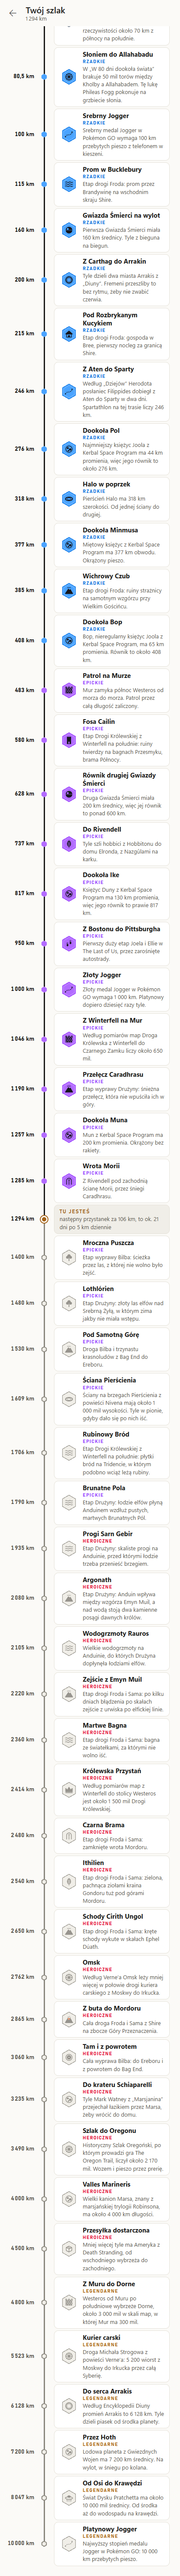 Twój szlak
1294 km
rzeczywistości około 70 km z
północy na południe.
80,5 km
Słoniem do Allahabadu
RZADKIE
W „W 80 dni dookoła świata"
brakuje 50 mil torów między
Kholby a Allahabadem. Tę lukę
Phileas Fogg pokonuje na
grzbiecie słonia.
100 km
Srebrny Jogger
RZADKIE
Srebrny medal Jogger w
Pokémon GO wymaga 100 km
przebytych pieszo z telefonem w
kieszeni.
115 km
Prom w Bucklebury
RZADKIE
Etap drogi Froda: prom przez
Brandywinę na wschodnim
skraju Shire.
160 km
Gwiazda Śmierci na wylot
RZADKIE
Pierwsza Gwiazda Śmierci miała
160 km średnicy. Tyle z bieguna
na biegun.
200 km
Z Carthag do Arrakin
RZADKIE
Tyle dzieli dwa miasta Arrakis z
„Diuny". Fremeni przeszliby to
bez rytmu, żeby nie zwabić
czerwia.
215 km
Pod Rozbrykanym
Kucykiem
RZADKIE
Etap drogi Froda: gospoda w
Bree, pierwszy nocleg za granicą
Shire.
246 km
Z Aten do Sparty
RZADKIE
Według „Dziejów" Herodota
posłaniec Filippides dobiegł z
Aten do Sparty w dwa dni.
Spartathlon na tej trasie liczy 246
km.
276 km
Dookoła Pol
RZADKIE
Najmniejszy księżyc Joola z
Kerbal Space Program ma 44 km
promienia, więc jego równik to
około 276 km.
318 km
Halo w poprzek
RZADKIE
Pierścień Halo ma 318 km
szerokości. Od jednej ściany do
drugiej.
377 km
Dookoła Minmusa
RZADKIE
Miętowy księżyc z Kerbal Space
Program ma 377 km obwodu.
Okrążony pieszo.
385 km
Wichrowy Czub
RZADKIE
Etap drogi Froda: ruiny strażnicy
na samotnym wzgórzu przy
Wielkim Gościńcu.
408 km
Dookoła Bop
RZADKIE
Bop, nieregularny księżyc Joola z
Kerbal Space Program, ma 65 km
promienia. Równik to około 408
km.
483 km
Patrol na Murze
EPICKIE
Mur zamyka północ Westeros od
morza do morza. Patrol przez
całą długość zaliczony.
580 km
Fosa Cailin
EPICKIE
Etap Drogi Królewskiej z
Winterfell na południe: ruiny
twierdzy na bagnach Przesmyku,
brama Północy.
628 km
Równik drugiej Gwiazdy
Śmierci
EPICKIE
Druga Gwiazda Śmierci miała
200 km średnicy, więc jej równik
to ponad 600 km.
737 km
Do Rivendell
EPICKIE
Tyle szli hobbici z Hobbitonu do
domu Elronda, z Nazgûlami na
karku.
817 km
Dookoła Ike
EPICKIE
Księżyc Duny z Kerbal Space
Program ma 130 km promienia,
więc jego równik to prawie 817
km.
950 km
Z Bostonu do Pittsburgha
EPICKIE
Pierwszy duży etap Joela i Ellie w
The Last of Us, przez zarośnięte
autostrady.
1000 km
Złoty Jogger
EPICKIE
Złoty medal Jogger w Pokémon
GO wymaga 1 000 km. Platynowy
dopiero dziesięć razy tyle.
1046 km
Z Winterfell na Mur
EPICKIE
Według pomiarów map Droga
Królewska z Winterfell do
Czarnego Zamku liczy około 650
mil.
1190 km
Przełęcz Caradhrasu
EPICKIE
Etap wyprawy Drużyny: śnieżna
przełęcz, która nie wpuściła ich w
góry.
1257 km
Dookoła Muna
EPICKIE
Mun z Kerbal Space Program ma
200 km promienia. Okrążony bez
rakiety.
1285 km
Wrota Morii
EPICKIE
Z Rivendell pod zachodnią
ścianę Morii, przez śniegi
Caradhrasu.
1294 km
TU JESTEŚ
następny przystanek za 106 km, to ok. 21
dni po 5 km dziennie
1400 km
Mroczna Puszcza
EPICKIE
Etap wyprawy Bilba: ścieżka
przez las, z której nie wolno było
zejść.
1480 km
Lothlórien
EPICKIE
Etap Drużyny: złoty las elfów nad
Srebrną Żyłą, w którym zima
jakby nie miała wstępu.
1530 km
Pod Samotną Górę
EPICKIE
Droga Bilba i trzynastu
krasnoludów z Bag End do
Ereboru.
1609 km
Ściana Pierścienia
EPICKIE
Ściany na brzegach Pierścienia z
powieści Nivena mają około 1
000 mil wysokości. Tyle w pionie,
gdyby dało się po nich iść.
1706 km
Rubinowy Bród
EPICKIE
Etap Drogi Królewskiej z
Winterfell na południe: płytki
bród na Tridencie, w którym
podobno wciąż leżą rubiny.
1790 km
Brunatne Pola
EPICKIE
Etap Drużyny: łodzie elfów płyną
Anduinem wzdłuż pustych,
martwych Brunatnych Pól.
1935 km
Progi Sarn Gebir
HEROICZNE
Etap Drużyny: skaliste progi na
Anduinie, przed którymi łodzie
trzeba przenieść brzegiem.
2080 km
Argonath
HEROICZNE
Etap Drużyny: Anduin wpływa
między wzgórza Emyn Muil, a
nad wodą stoją dwa kamienne
posągi dawnych królów.
2105 km
Wodogrzmoty Rauros
HEROICZNE
Wielkie wodogrzmoty na
Anduinie, do których Drużyna
dopłynęła łodziami elfów.
2220 km
Zejście z Emyn Muil
HEROICZNE
Etap drogi Froda i Sama: po kilku
dniach błądzenia po skałach
zejście z urwiska po elfickiej linie.
2360 km
Martwe Bagna
HEROICZNE
Etap drogi Froda i Sama: bagna
ze światełkami, za którymi nie
wolno iść.
2414 km
Królewska Przystań
HEROICZNE
Według pomiarów map z
Winterfell do stolicy Westeros
jest około 1 500 mil Drogi
Królewskiej.
2480 km
Czarna Brama
HEROICZNE
Etap drogi Froda i Sama:
zamknięte wrota Mordoru.
2540 km
Ithilien
HEROICZNE
Etap drogi Froda i Sama: zielona,
pachnąca ziołami kraina
Gondoru tuż pod górami
Mordoru.
2650 km
Schody Cirith Ungol
HEROICZNE
Etap drogi Froda i Sama: kręte
schody wykute w skałach Ephel
Dúath.
2762 km
Omsk
HEROICZNE
Według Verne'a Omsk leży mniej
więcej w połowie drogi kuriera
carskiego z Moskwy do Irkucka.
2865 km
Z buta do Mordoru
HEROICZNE
Cała droga Froda i Sama z Shire
na zbocze Góry Przeznaczenia.
3060 km
Tam i z powrotem
HEROICZNE
Cała wyprawa Bilba: do Ereboru i
z powrotem do Bag End.
3235 km
Do krateru Schiaparelli
HEROICZNE
Tyle Mark Watney z „Marsjanina"
przejechał łazikiem przez Marsa,
żeby wrócić do domu.
3490 km
Szlak do Oregonu
HEROICZNE
Historyczny Szlak Oregoński, po
którym prowadzi gra The
Oregon Trail, liczył około 2 170
mil. Wozem i pieszo przez prerię.
4000 km
Valles Marineris
HEROICZNE
Wielki kanion Marsa, znany z
marsjańskiej trylogii Robinsona,
ma około 4 000 km długości.
4500 km
Przesyłka dostarczona
HEROICZNE
Mniej więcej tyle ma Ameryka z
Death Stranding, od
wschodniego wybrzeża do
zachodniego.
4800 km
Z Muru do Dorne
LEGENDARNE
Westeros od Muru po
południowe wybrzeże Dorne,
około 3 000 mil w skali map, w
której Mur ma 300 mil.
5523 km
Kurier carski
LEGENDARNE
Droga Michała Strogowa z
powieści Verne'a: 5 200 wiorst z
Moskwy do Irkucka przez całą
Syberię.
6128 km
Do serca Arrakis
LEGENDARNE
Według Encyklopedii Diuny
promień Arrakis to 6 128 km. Tyle
dzieli piasek od środka planety.
7200 km
Przez Hoth
LEGENDARNE
Lodowa planeta z Gwiezdnych
Wojen ma 7 200 km średnicy. Na
wylot, w śniegu po kolana.
8047 km
Od Osi do Krawędzi
LEGENDARNE
Świat Dysku Pratchetta ma około
10 000 mil średnicy. Od środka
aż do wodospadu na krawędzi.
10000 km
Platynowy Jogger
LEGENDARNE
Najwyższy stopień medalu
Jogger w Pokémon GO: 10 000
km przebytych pieszo.